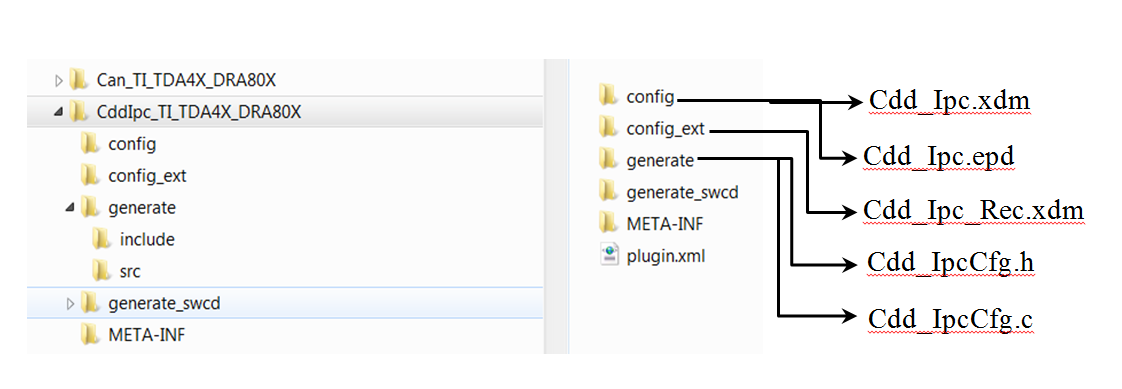 Can_TI_TDA4X_DRA80X
CddIpc_TI_TDA4X_DRA80X
config
config_ext
generate
include
src
generate_swcd
META-INF
config
config_ext
generate
generate_swcd
META-INF
plugin.xml
Cdd_Ipc.xdm
Cdd_Ipc.epd
Cdd_Ipc_Rec.xdm
Cdd_IpcCfg.h
Cdd_IpcCfg.c